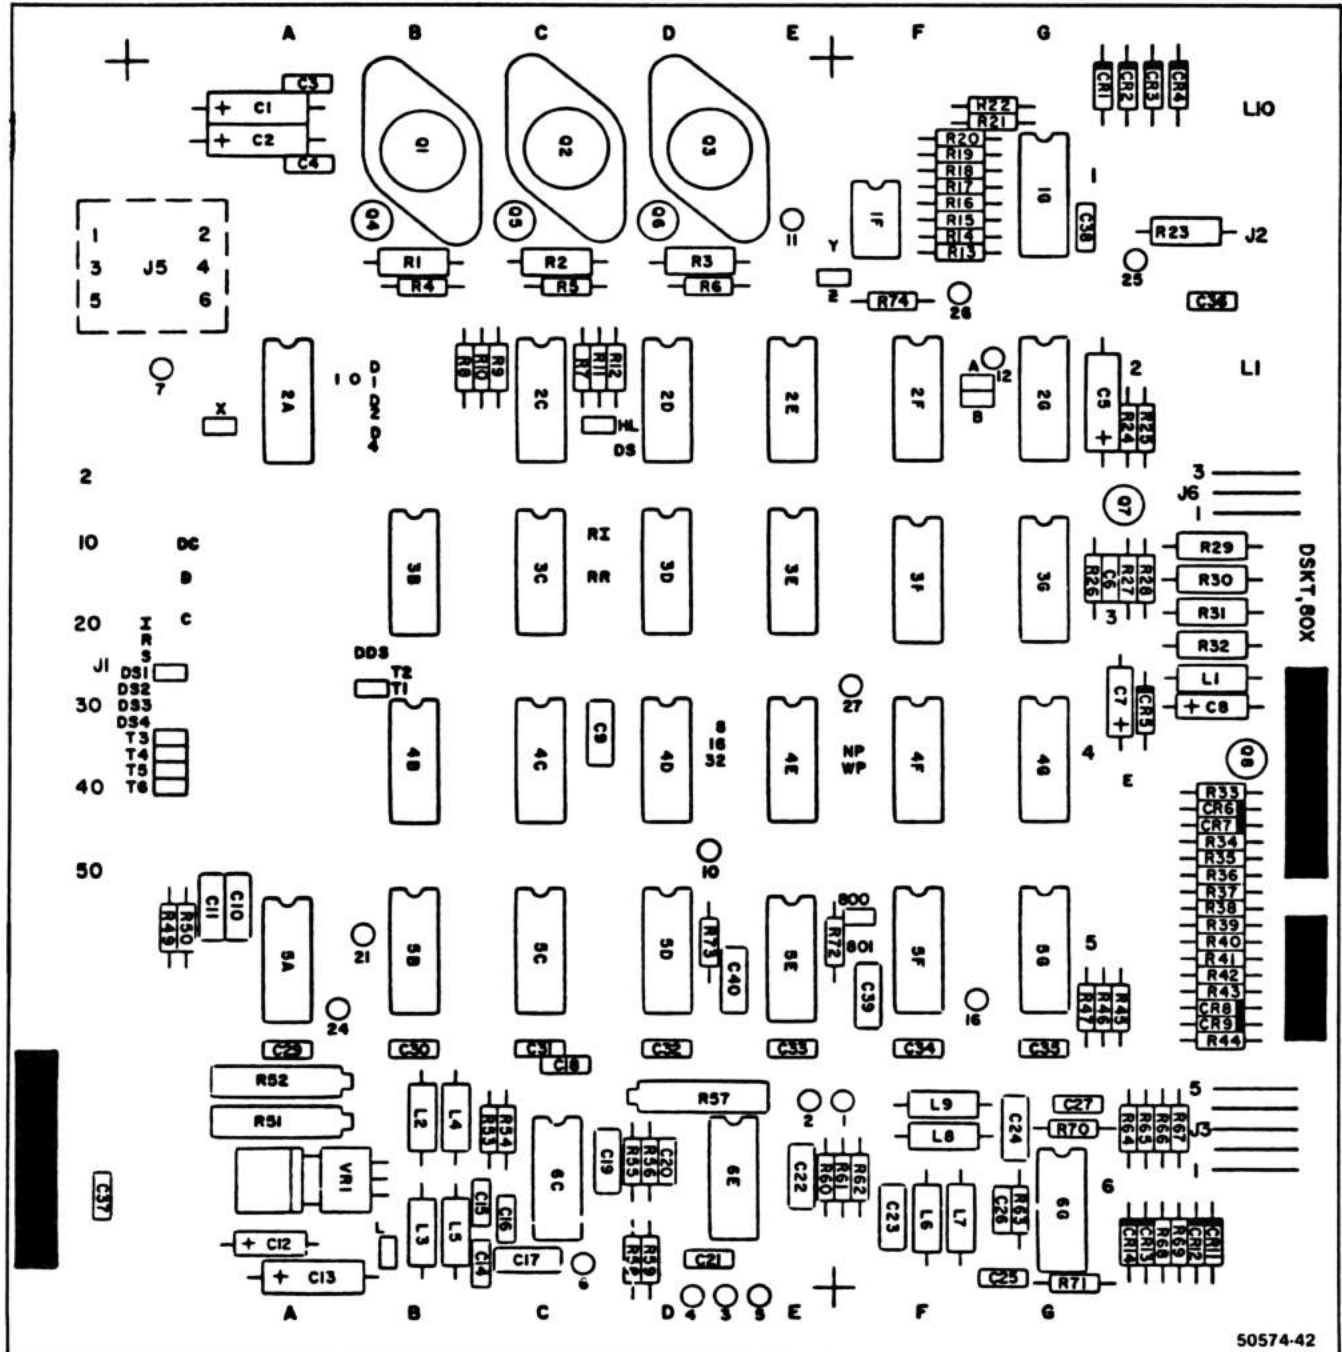 A B C D E F G
C3
+ C1
+ C2
C4
Q1 Q2 Q3
Q4 Q5 Q6
R1 R2 R3
R4 R5 R6
R22
R21
R20
R19
R18
R17
R16
R15
R14
R13
CR1 CR2 CR3 CR4
L10
1F 1G 1
C38
11
Y
2
R74
26
R23 J2
25
C36
1 2
3 J5 4
5 6
7
X
2A
1 0
D1 D2 D4
R8 R10 R9
2C
R7 R11 R12
HL
DS
2D 2E 2F
A
B
12
2G
C5 +
2
R24 R25
L1
2
10
20
J1
30
40
50
DC
D
C
I
R
S
DS1
DS2
DS3
DS4
T3
T4
T5
T6
3B 3C
RI
RR
3D 3E 3F 3G
Q7
R26 C6 R27 R28
3
3
J6
1
R29
R30
R31
R32
L1
+ C8
DSKT,80X
DDS
T2
T1
27
C7 +
CR5
E
4B 4C C9 4D
8
16
32
4E
NP
WP
4F 4G 4
Q8
R33
CR6
CR7
R34
R35
R36
R37
R38
R39
R40
R41
R42
R43
CR8
CR9
R44
10
R49 R50 C11 C10
5A
21
24
5B 5C 5D
R73
C40
5E
800
R72
801
C39
5F
16
5G
5
R47 R46 R45
C29 C30 C31 C32 C33 C34 C35
C18
R52
R51
VR1
C37
+ C12
+ C13
L
L2 L4
L3 L5
R53 R54
C15
C16
C14
C17
6C
6
C19
R55 R56 C20
R59
R57
6E
C21
4 3 5
2 1
C22
R60 R61 R62
L9
L8
C24
C23 L6 L7
C26 R63
C25
C27
R70
6G
R71
6
R64 R65 R66 R67
5
J3
1
CR14 CR13 R68 R69 CR12 CR11
A B C D E F G
50574-42